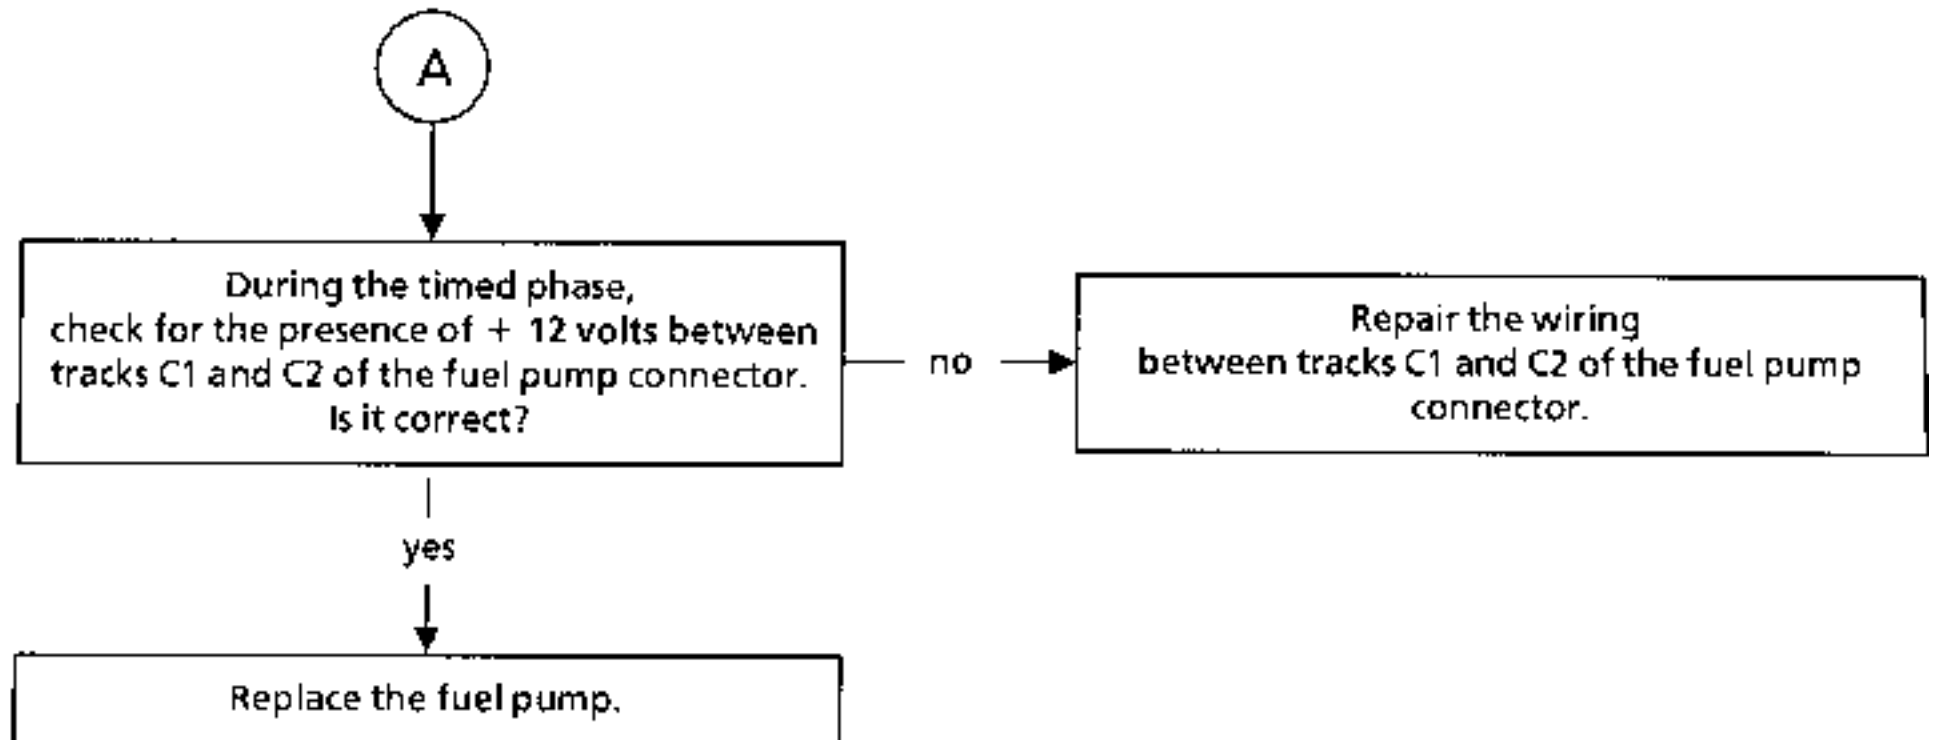 A
During the timed phase,
check for the presence of + 12 volts between
tracks C1 and C2 of the fuel pump connector.
Is it correct?
no
Repair the wiring
between tracks C1 and C2 of the fuel pump
connector.
yes
Replace the fuel pump.